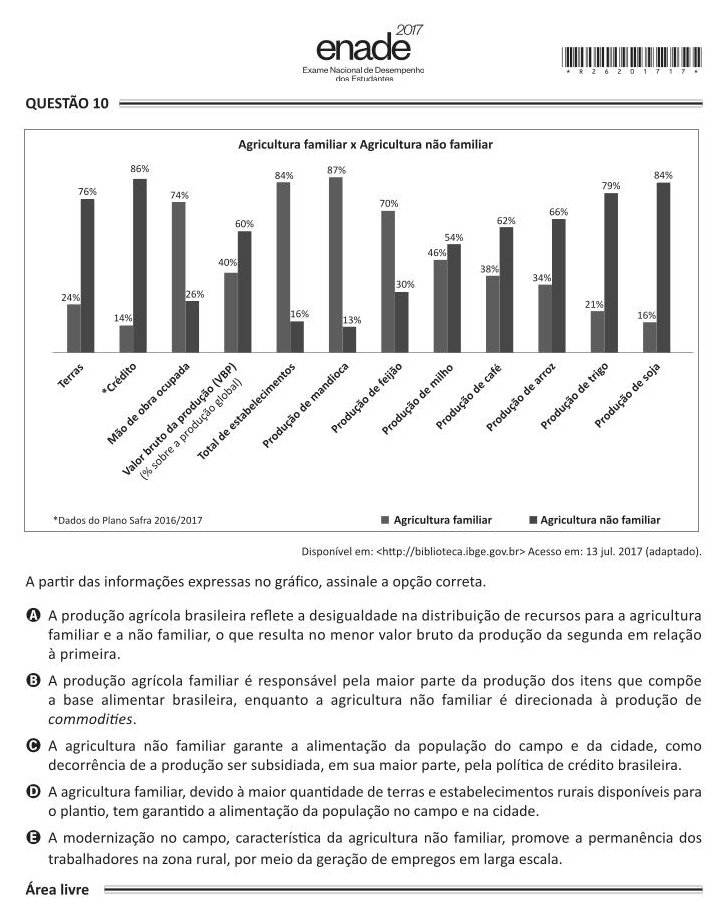 2017
enade
Exame Nacional de Desempenho
dos Estudantes
*R26201717*
QUESTÃO 10
Agricultura familiar x Agricultura não familiar
24% 76%
14% 86%
74% 26%
40% 60%
84% 16%
87% 13%
70% 30%
46% 54%
38% 62%
34% 66%
21% 79%
16% 84%
Terras
*Crédito
Mão de obra ocupada
Valor bruto da produção (VBP)
(% sobre a produção global)
Total de estabelecimentos
Produção de mandioca
Produção de feijão
Produção de milho
Produção de café
Produção de arroz
Produção de trigo
Produção de soja
*Dados do Plano Safra 2016/2017
Agricultura familiar
Agricultura não familiar
Disponível em: <http://biblioteca.ibge.gov.br> Acesso em: 13 jul. 2017 (adaptado).
A partir das informações expressas no gráfico, assinale a opção correta.
A A produção agrícola brasileira reflete a desigualdade na distribuição de recursos para a agricultura
familiar e a não familiar, o que resulta no menor valor bruto da produção da segunda em relação
à primeira.
B A produção agrícola familiar é responsável pela maior parte da produção dos itens que compõe
a base alimentar brasileira, enquanto a agricultura não familiar é direcionada à produção de
commodities.
C A agricultura não familiar garante a alimentação da população do campo e da cidade, como
decorrência de a produção ser subsidiada, em sua maior parte, pela política de crédito brasileira.
D A agricultura familiar, devido à maior quantidade de terras e estabelecimentos rurais disponíveis para
o plantio, tem garantido a alimentação da população no campo e na cidade.
E A modernização no campo, característica da agricultura não familiar, promove a permanência dos
trabalhadores na zona rural, por meio da geração de empregos em larga escala.
Área livre